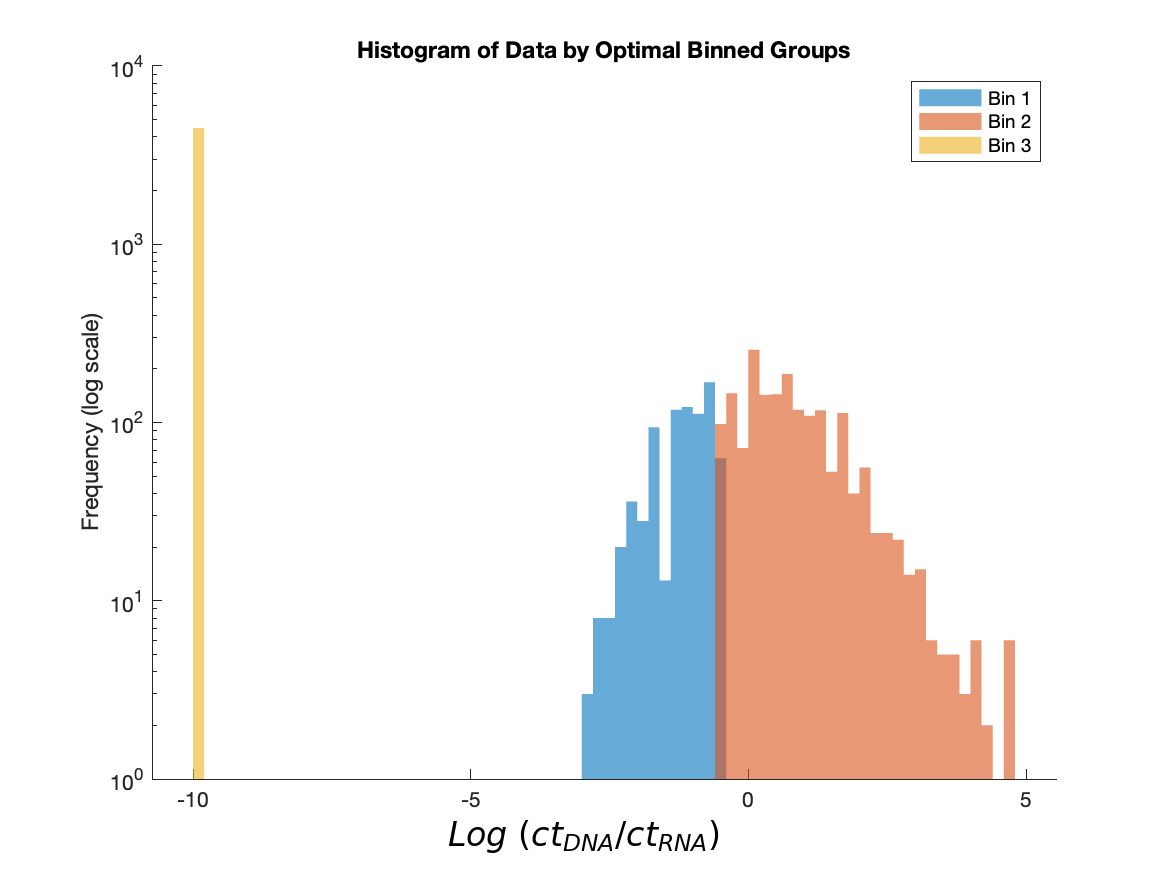 Histogram of Data by Optimal Binned Groups
10^4
10^3
10^2
10^1
10^0
Frequency (log scale)
Bin 1
Bin 2
Bin 3
-10
-5
0
5
Log (ct_DNA/ct_RNA)